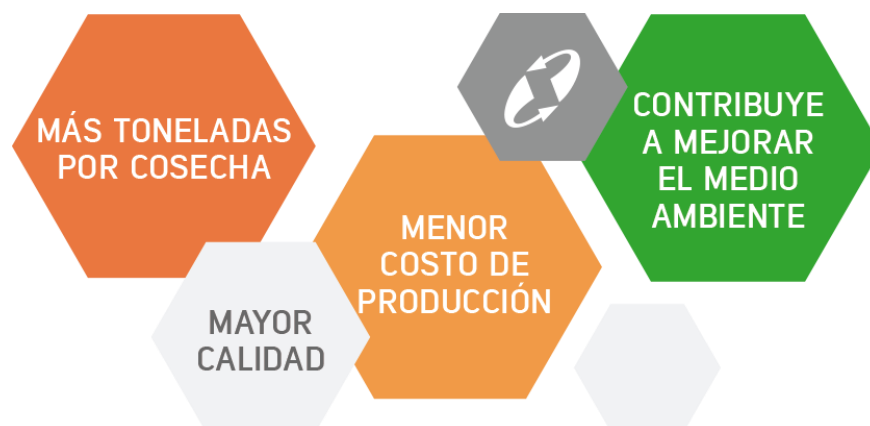 MÁS TONELADAS
POR COSECHA
MAYOR
CALIDAD
MENOR
COSTO DE
PRODUCCIÓN
CONTRIBUYE
A MEJORAR
EL MEDIO
AMBIENTE